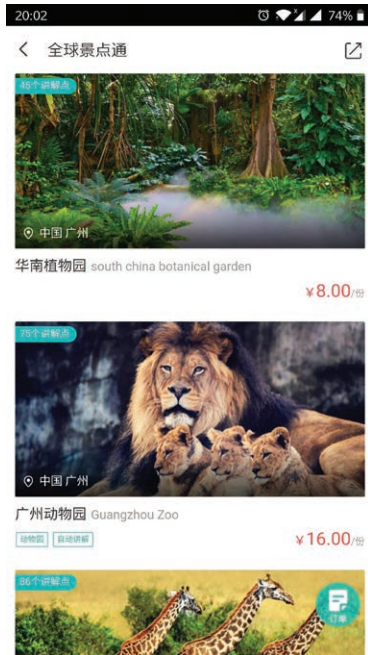 20:02 74%
全球景点通
45个讲解点
中国 广州
华南植物园 south china botanical garden
¥8.00/份
75个讲解点
中国 广州
广州动物园 Guangzhou Zoo
动物园 自动讲解
¥16.00/份
86个讲解点
订单